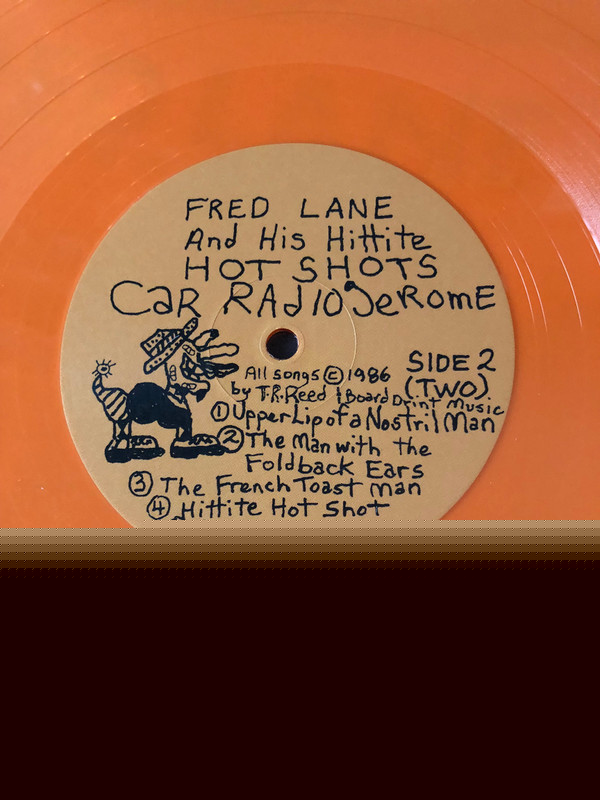 FRED LANE
And His Hittite
HOT SHOTS
Car Radio Jerome
SIDE 2
(TWO)
All songs © 1986
by T.R. Reed | Board Drint Music
① Upper Lip of a Nostril Man
② The Man with the
Foldback Ears
③ The French Toast man
④ Hittite Hot Shot